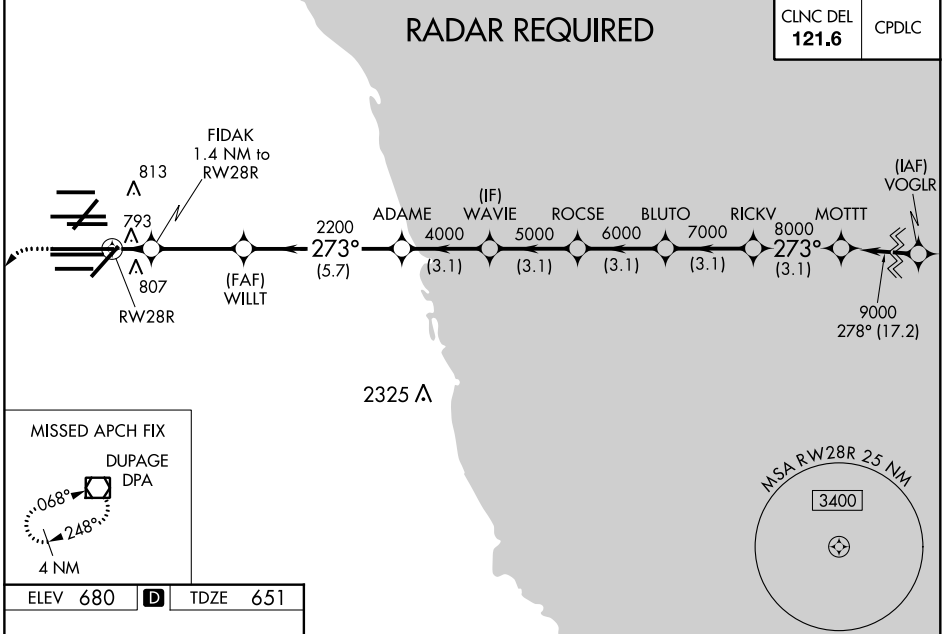 RADAR REQUIRED
CLNC DEL
121.6
CPDLC
FIDAK
1.4 NM to
RW28R
813
793
807
RW28R
(FAF)
WILLT
2200
273°
(5.7)
ADAME
4000
(3.1)
(IF)
WAVIE
5000
(3.1)
ROCSE
6000
(3.1)
BLUTO
7000
(3.1)
RICKV
8000
273°
(3.1)
MOTTT
(IAF)
VOGLR
9000
278° (17.2)
2325
MISSED APCH FIX
DUPAGE
DPA
068°
248°
4 NM
MSA RW28R 25 NM
3400
ELEV 680 D TDZE 651